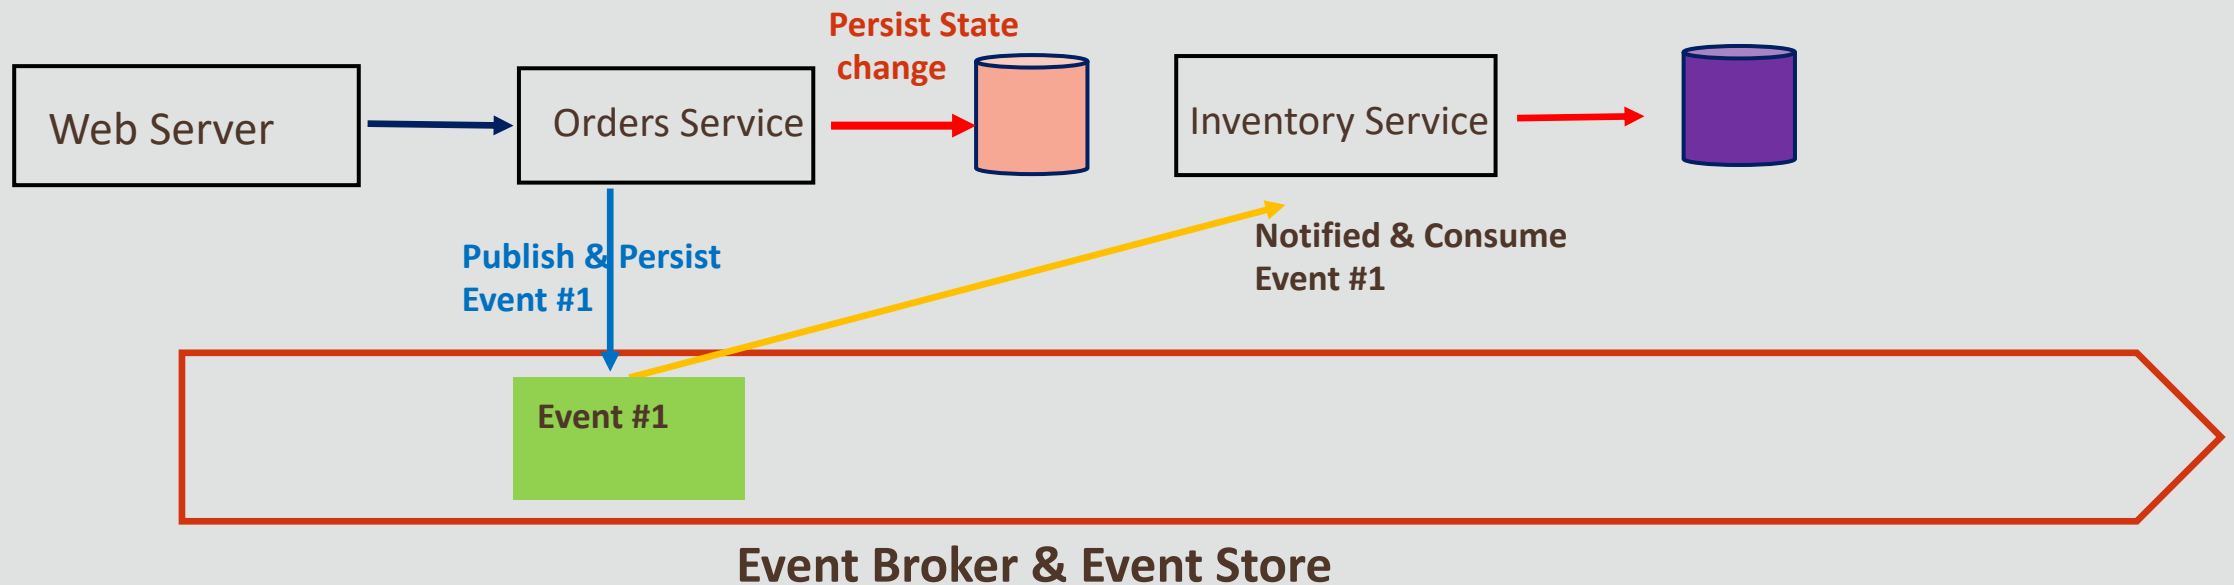 Persist State
change
Web Server
Orders Service
Inventory Service
Publish & Persist
Event #1
Notified & Consume
Event #1
Event #1
Event Broker & Event Store